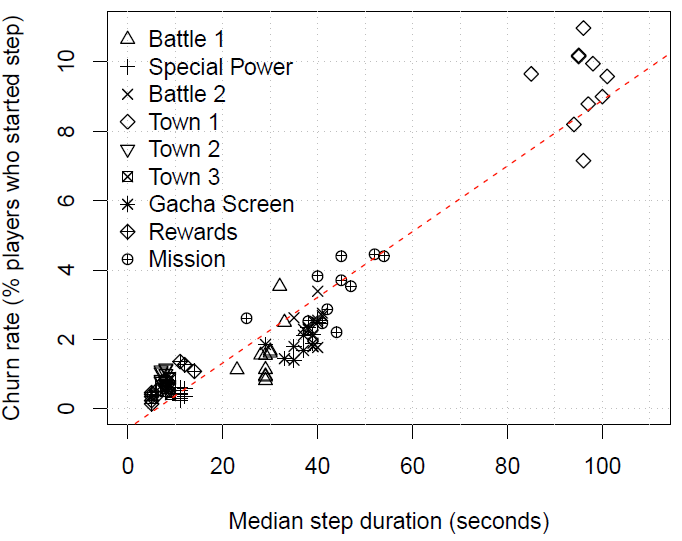 Churn rate (% players who started step)
10
8
6
4
2
0
Battle 1
Special Power
Battle 2
Town 1
Town 2
Town 3
Gacha Screen
Rewards
Mission
0 20 40 60 80 100
Median step duration (seconds)